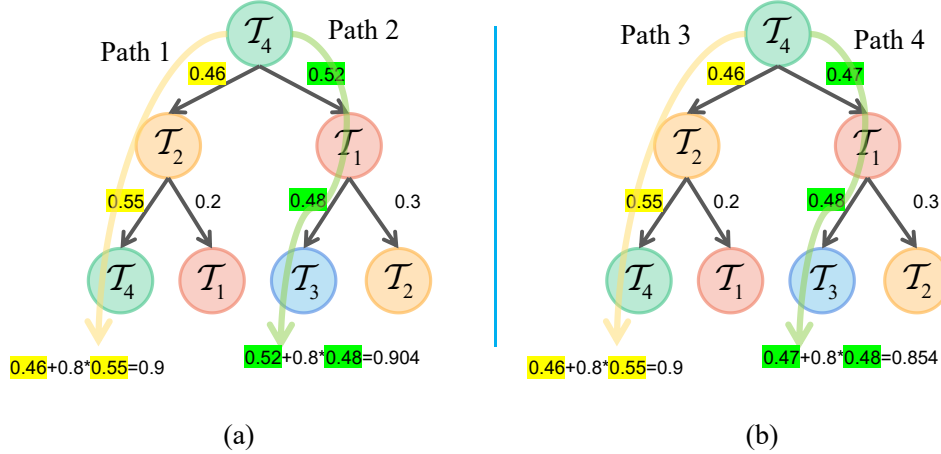 𝒯4
Path 1
Path 2
0.46
0.52
𝒯2
𝒯1
0.55
0.2
0.48
0.3
𝒯4
𝒯1
𝒯3
𝒯2
0.46+0.8*0.55=0.9
0.52+0.8*0.48=0.904
(a)
𝒯4
Path 3
Path 4
0.46
0.47
𝒯2
𝒯1
0.55
0.2
0.48
0.3
𝒯4
𝒯1
𝒯3
𝒯2
0.46+0.8*0.55=0.9
0.47+0.8*0.48=0.854
(b)